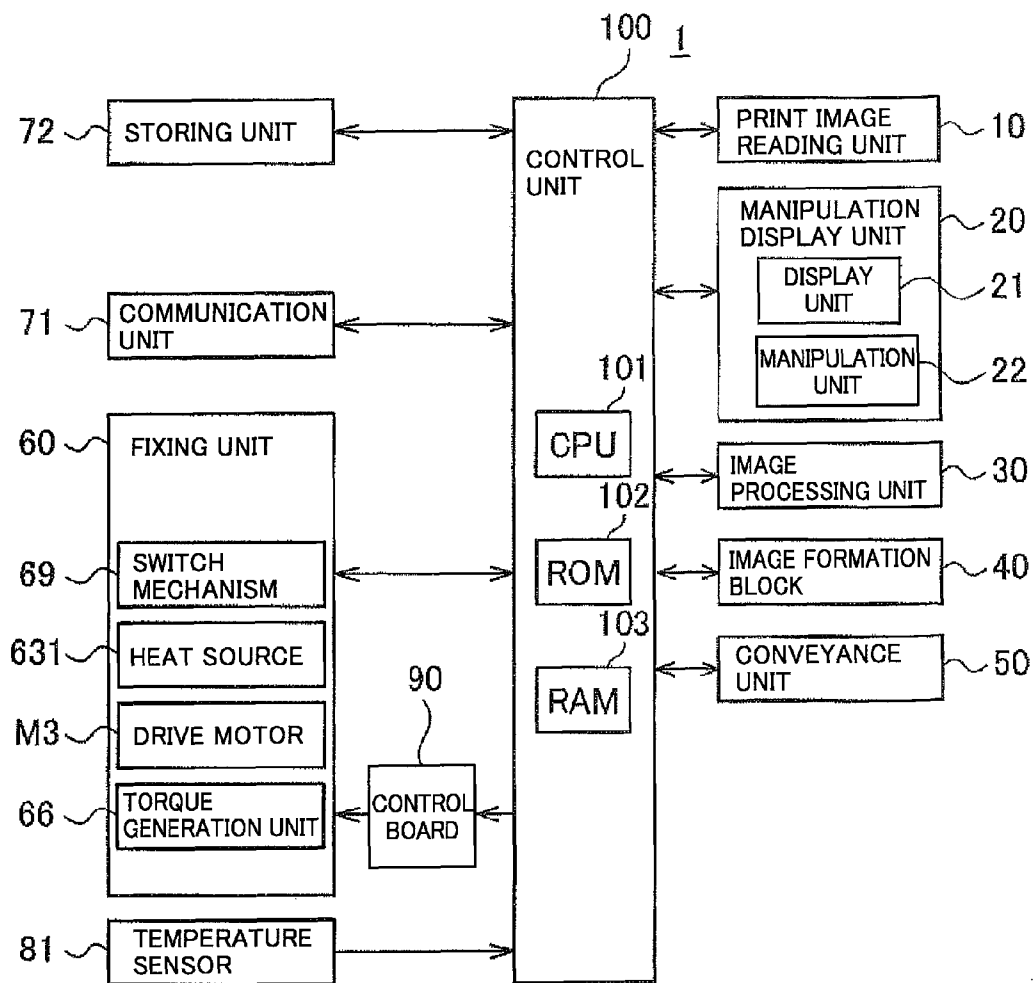 100
1
72
STORING UNIT
CONTROL
UNIT
PRINT IMAGE
READING UNIT
10
MANIPULATION
DISPLAY UNIT
20
DISPLAY
UNIT
21
MANIPULATION
UNIT
22
71
COMMUNICATION
UNIT
101
CPU
60
FIXING UNIT
IMAGE
PROCESSING UNIT
30
102
ROM
69
SWITCH
MECHANISM
IMAGE FORMATION
BLOCK
40
631
HEAT SOURCE
103
RAM
CONVEYANCE
UNIT
50
M3
DRIVE MOTOR
90
CONTROL
BOARD
66
TORQUE
GENERATION UNIT
81
TEMPERATURE
SENSOR